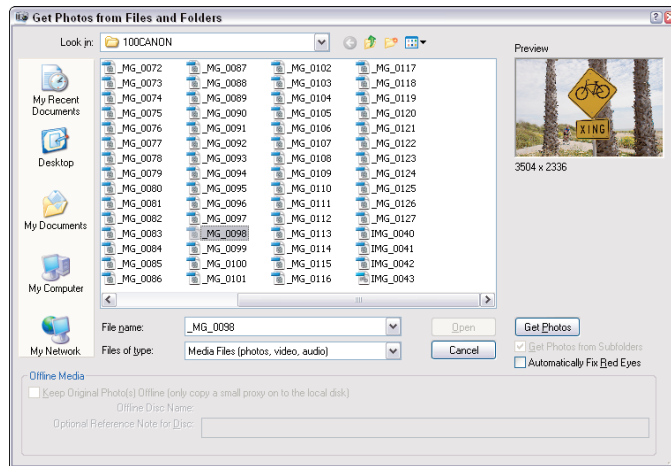 Get Photos from Files and Folders
Look in: 100CANON
Preview
_MG_0072 _MG_0087 _MG_0102 _MG_0117
_MG_0073 _MG_0088 _MG_0103 _MG_0118
_MG_0074 _MG_0089 _MG_0104 _MG_0119
_MG_0075 _MG_0090 _MG_0105 _MG_0120
_MG_0076 _MG_0091 _MG_0106 _MG_0121
_MG_0077 _MG_0092 _MG_0107 _MG_0122
_MG_0078 _MG_0093 _MG_0108 _MG_0123
_MG_0079 _MG_0094 _MG_0109 _MG_0124
_MG_0080 _MG_0095 _MG_0110 _MG_0125
_MG_0081 _MG_0096 _MG_0111 _MG_0126
_MG_0082 _MG_0097 _MG_0112 _MG_0127
_MG_0083 _MG_0098 _MG_0113 IMG_0040
_MG_0084 _MG_0099 _MG_0114 IMG_0041
_MG_0085 _MG_0100 _MG_0115 IMG_0042
_MG_0086 _MG_0101 _MG_0116 IMG_0043
My Recent
Documents
Desktop
My Documents
My Computer
My Network
XING
3504 x 2336
File name: _MG_0098 Open Get Photos
Files of type: Media Files (photos, video, audio) Cancel
Get Photos from Subfolders
Automatically Fix Red Eyes
Offline Media
Keep Original Photo(s) Offline (only copy a small proxy on to the local disk)
Offline Disc Name:
Optional Reference Note for Disc: